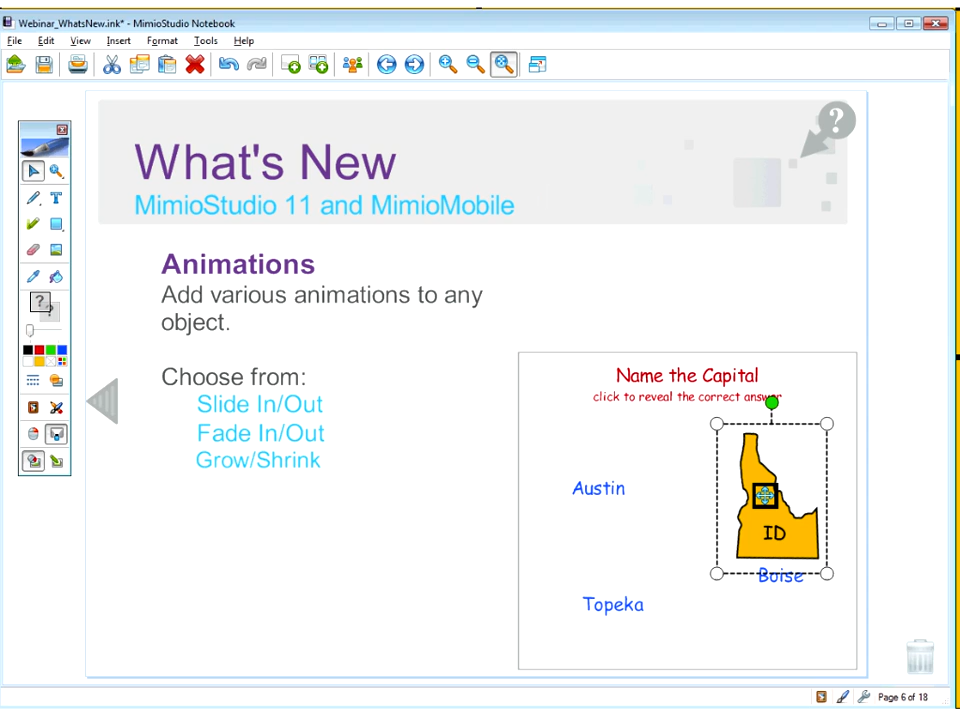 Webinar_WhatsNew.ink* - MimioStudio Notebook
File Edit View Insert Format Tools Help
?
What's New
MimioStudio 11 and MimioMobile
Animations
Add various animations to any
object.
? ?
Choose from:
Slide In/Out
Fade In/Out
Grow/Shrink
Name the Capital
click to reveal the correct answer
Austin
ID
Boise
Topeka
Page 6 of 18